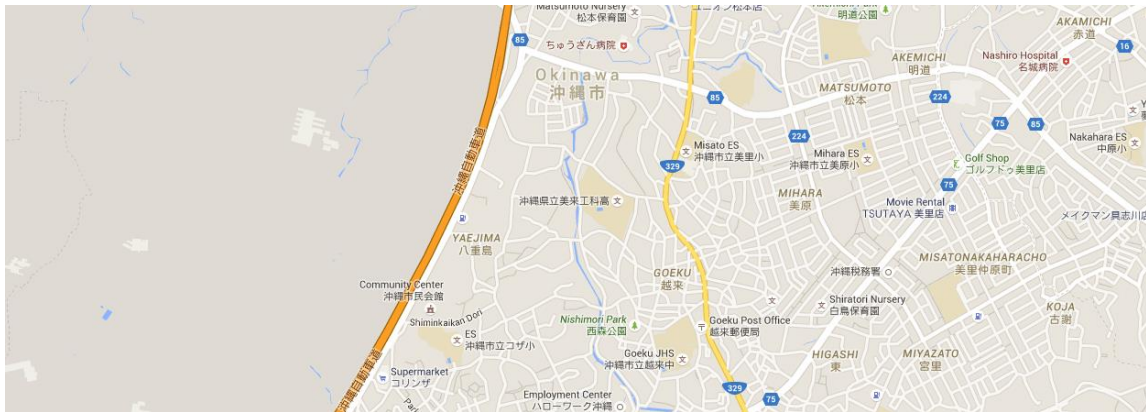 Matsumoto Nursery
松本保育園
ユニオン松本店
明道公園
AKAMICHI
赤道
85
ちゅうざん病院
16
Nashiro Hospital
名城病院
AKEMICHI
明道
Okinawa
沖縄市
MATSUMOTO
松本
85
224
75
85
224
沖縄自動車道
Misato ES
沖縄市立美里小
Mihara ES
沖縄市立美原小
Nakahara ES
中原小
329
Golf Shop
ゴルフドゥ美里店
75
MIHARA
美原
沖縄県立美来工科高
Movie Rental
TSUTAYA 美里店
メイクマン具志川店
YAEJIMA
八重島
MISATONAKAHARACHO
美里仲原町
GOEKU
越来
沖縄税務署
Community Center
沖縄市民会館
Shiratori Nursery
白鳥保育園
KOJA
古謝
Shiminkaikan Dori
Nishimori Park
西森公園
Goeku Post Office
越来郵便局
ES
沖縄市立コザ小
Goeku JHS
沖縄市立越来中
HIGASHI
東
MIYAZATO
宮里
Supermarket
コリンザ
沖縄自動車道
329
75
Employment Center
ハローワーク沖縄